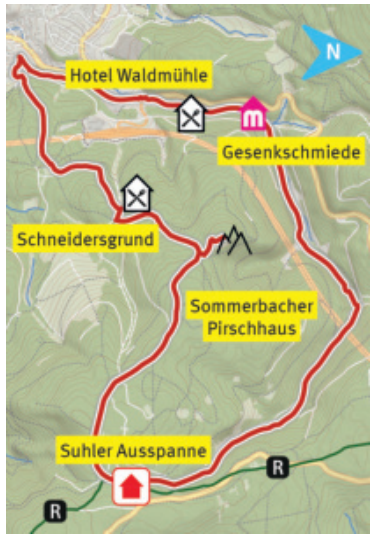 N
Hotel Waldmühle
m
Gesenkschmiede
Schneidersgrund
Sommerbacher
Pirschhaus
Suhler Ausspanne
R
R